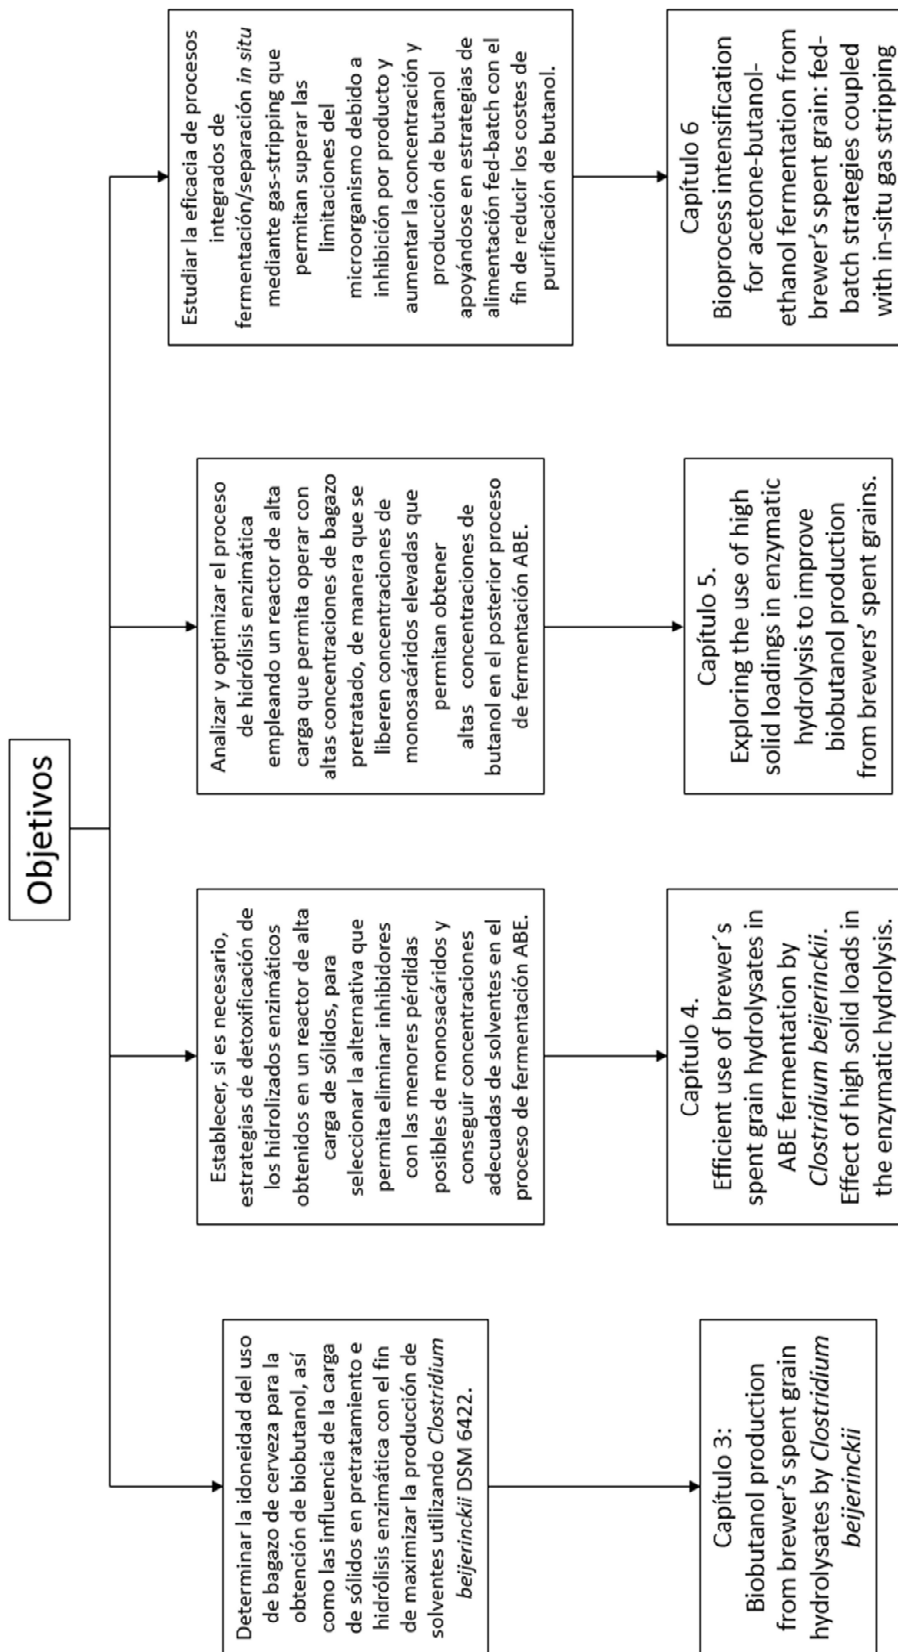 Objetivos
Determinar la idoneidad del uso
de bagazo de cerveza para la
obtención de biobutanol, así
como las influencia de la carga
de sólidos en pretratamiento e
hidrólisis enzimática con el fin
de maximizar la producción de
solventes utilizando Clostridium
beijerinckii DSM 6422.
Establecer, si es necesario,
estrategias de detoxificación de
los hidrolizados enzimáticos
obtenidos en un reactor de alta
carga de sólidos, para
seleccionar la alternativa que
permita eliminar inhibidores
con las menores pérdidas
posibles de monosacáridos y
conseguir concentraciones
adecuadas de solventes en el
proceso de fermentación ABE.
Analizar y optimizar el proceso
de hidrólisis enzimática
empleando un reactor de alta
carga que permita operar con
altas concentraciones de bagazo
pretratado, de manera que se
liberen concentraciones de
monosacáridos elevadas que
permitan obtener
altas concentraciones de
butanol en el posterior proceso
de fermentación ABE.
Estudiar la eficacia de procesos
integrados de
fermentación/separación in situ
mediante gas-stripping que
permitan superar las
limitaciones del
microorganismo debido a
inhibición por producto y
aumentar la concentración y
producción de butanol
apoyándose en estrategias de
alimentación fed-batch con el
fin de reducir los costes de
purificación de butanol.
Capítulo 3:
Biobutanol production
from brewer's spent grain
hydrolysates by Clostridium
beijerinckii
Capítulo 4.
Efficient use of brewer´s
spent grain hydrolysates in
ABE fermentation by
Clostridium beijerinckii.
Effect of high solid loads in
the enzymatic hydrolysis.
Capítulo 5.
Exploring the use of high
solid loadings in enzymatic
hydrolysis to improve
biobutanol production
from brewers' spent grains.
Capítulo 6
Bioprocess intensification
for acetone-butanol-
ethanol fermentation from
brewer's spent grain: fed-
batch strategies coupled
with in-situ gas stripping